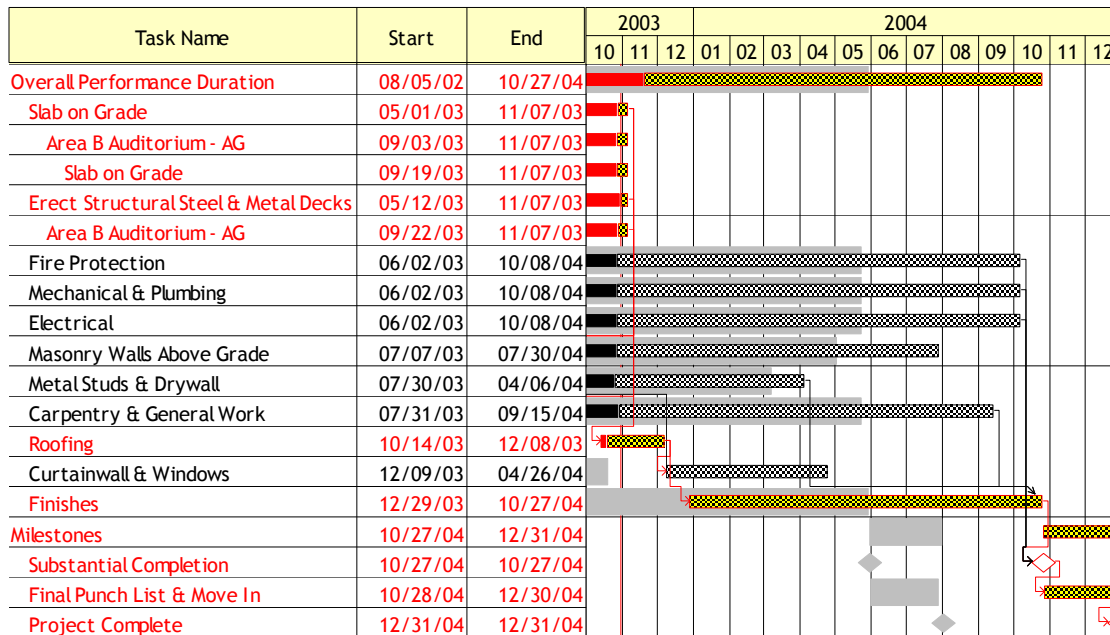 Task Name Start End 2003 2004
10 11 12 01 02 03 04 05 06 07 08 09 10 11 12
Overall Performance Duration 08/05/02 10/27/04
Slab on Grade 05/01/03 11/07/03
Area B Auditorium - AG 09/03/03 11/07/03
Slab on Grade 09/19/03 11/07/03
Erect Structural Steel & Metal Decks 05/12/03 11/07/03
Area B Auditorium - AG 09/22/03 11/07/03
Fire Protection 06/02/03 10/08/04
Mechanical & Plumbing 06/02/03 10/08/04
Electrical 06/02/03 10/08/04
Masonry Walls Above Grade 07/07/03 07/30/04
Metal Studs & Drywall 07/30/03 04/06/04
Carpentry & General Work 07/31/03 09/15/04
Roofing 10/14/03 12/08/03
Curtainwall & Windows 12/09/03 04/26/04
Finishes 12/29/03 10/27/04
Milestones 10/27/04 12/31/04
Substantial Completion 10/27/04 10/27/04
Final Punch List & Move In 10/28/04 12/30/04
Project Complete 12/31/04 12/31/04